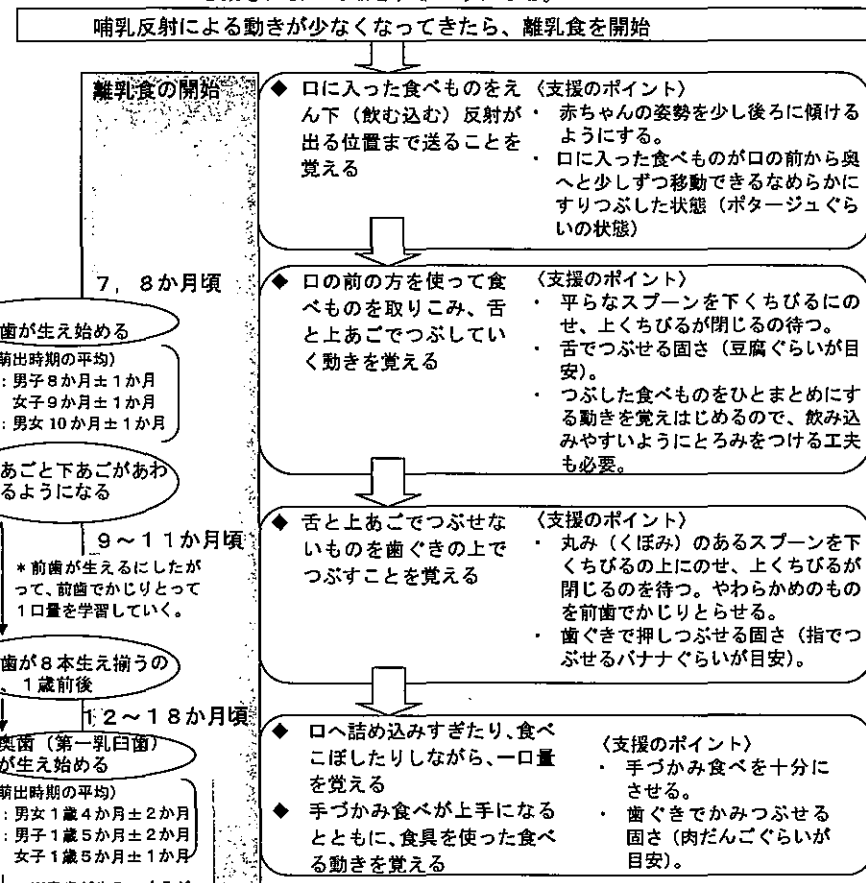 哺乳反射による動きが少なくなってきたら、離乳食を開始
離乳食の開始
◆ 口に入った食べものをえ
ん下（飲む込む）反射が
出る位置まで送ることを
覚える
〈支援のポイント〉
・ 赤ちゃんの姿勢を少し後ろに傾ける
ようにする。
・ 口に入った食べものが口の前から奥
へと少しずつ移動できるなめらかに
すりつぶした状態（ポタージュぐら
いの状態）
7，8か月頃
歯が生え始める
萌出時期の平均)
：男子8か月±1か月
女子9か月±1か月
：男女10か月±1か月
あごと下あごがあわ
るようになる
◆ 口の前の方を使って食
べものを取りこみ、舌
と上あごでつぶしてい
く動きを覚える
〈支援のポイント〉
・ 平らなスプーンを下くちびるにの
せ、上くちびるが閉じるの待つ。
・ 舌でつぶせる固さ（豆腐ぐらいが目
安）。
・ つぶした食べものをひとまとめにす
る動きを覚えはじめるので、飲み込
みやすいようにとろみをつける工夫
も必要。
9～11か月頃
＊前歯が生えるにしたが
って、前歯でかじりとって
1口量を学習していく。
歯が8本生え揃うの
、1歳前後
◆ 舌と上あごでつぶせな
いものを歯ぐきの上で
つぶすことを覚える
〈支援のポイント〉
・ 丸み（くぼみ）のあるスプーンを下
くちびるの上にのせ、上くちびるが
閉じるのを待つ。やわらかめのもの
を前歯でかじりとらせる。
・ 歯ぐきで押しつぶせる固さ（指でつ
ぶせるバナナぐらいが目安）。
12～18か月頃
奥歯（第一乳臼歯）
が生え始める
萌出時期の平均)
：男女1歳4か月±2か月
：男子1歳5か月±2か月
女子1歳5か月±1か月
◆ 口へ詰め込みすぎたり、食べ
こぼしたりしながら、一口量
を覚える
◆ 手づかみ食べが上手になる
とともに、食具を使った食べ
る動きを覚える
〈支援のポイント〉
・ 手づかみ食べを十分に
させる。
・ 歯ぐきでかみつぶせる
固さ（肉だんごぐらいが
目安）。